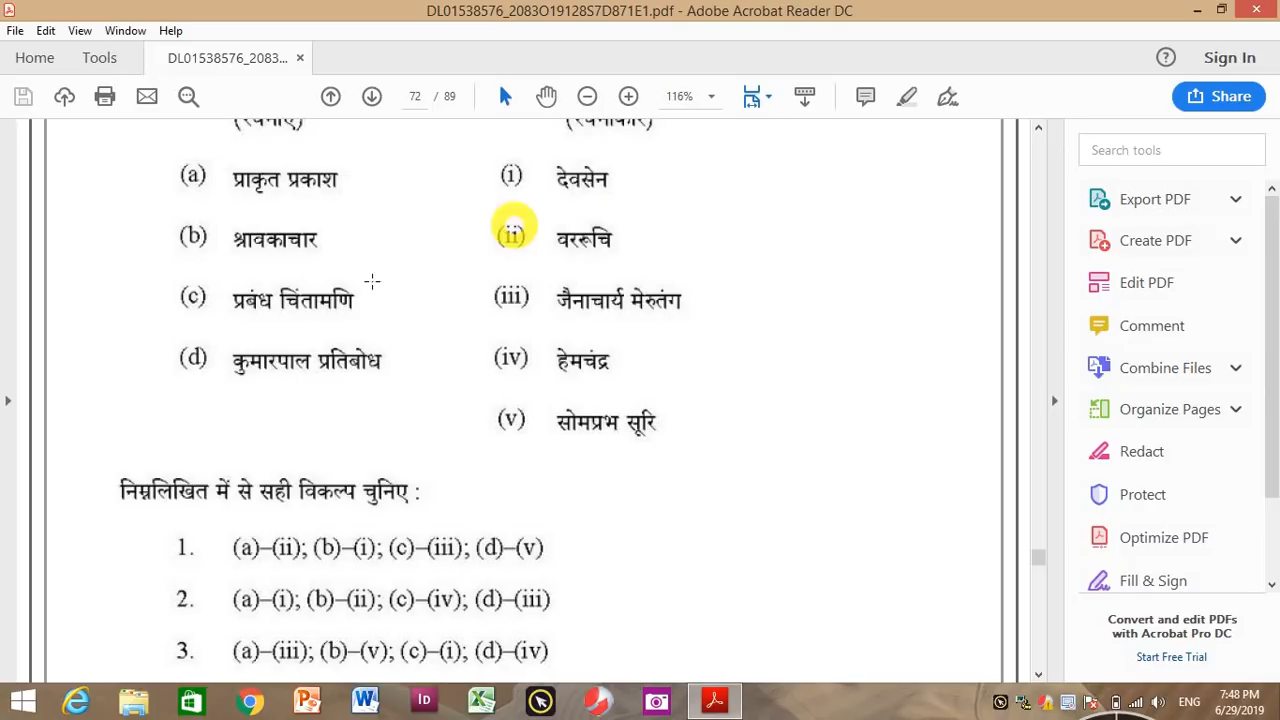 DL01538576_2083O19128S7D871E1.pdf - Adobe Acrobat Reader DC
File Edit View Window Help
Home Tools DL01538576_2083... × Sign In
72 / 89 116% Share
(रचनाएँ) (रचनाकार)
(a) प्राकृत प्रकाश (i) देवसेन
(b) श्रावकाचार (ii) वररूचि
(c) प्रबंध चिंतामणि (iii) जैनाचार्य मेरुतंग
(d) कुमारपाल प्रतिबोध (iv) हेमचंद्र
(v) सोमप्रभ सूरि
निम्नलिखित में से सही विकल्प चुनिए :
1. (a)–(ii); (b)–(i); (c)–(iii); (d)–(v)
2. (a)–(i); (b)–(ii); (c)–(iv); (d)–(iii)
3. (a)–(iii); (b)–(v); (c)–(i); (d)–(iv)
Search tools
Export PDF
Create PDF
Edit PDF
Comment
Combine Files
Organize Pages
Redact
Protect
Optimize PDF
Fill & Sign
Convert and edit PDFs
with Acrobat Pro DC
Start Free Trial
ENG
7:48 PM
6/29/2019